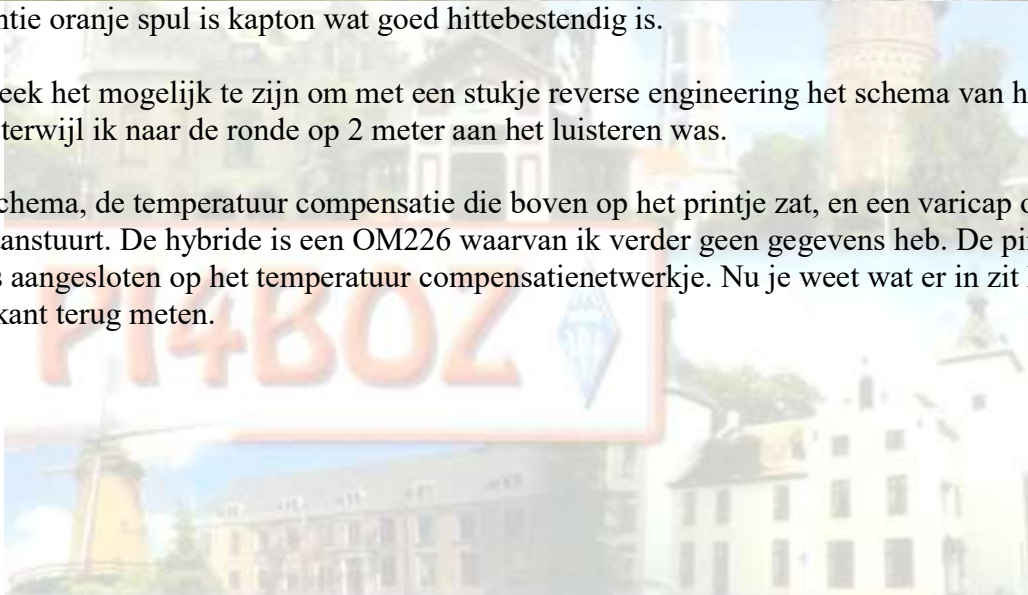 ntie oranje spul is kapton wat goed hittebestendig is.
eek het mogelijk te zijn om met een stukje reverse engineering het schema van h
terwijl ik naar de ronde op 2 meter aan het luisteren was.
chema, de temperatuur compensatie die boven op het printje zat, en een varicap o
anstuurt. De hybride is een OM226 waarvan ik verder geen gegevens heb. De pi
s aangesloten op het temperatuur compensatienetwerkje. Nu je weet wat er in zit
kant terug meten.
PI4BOZ